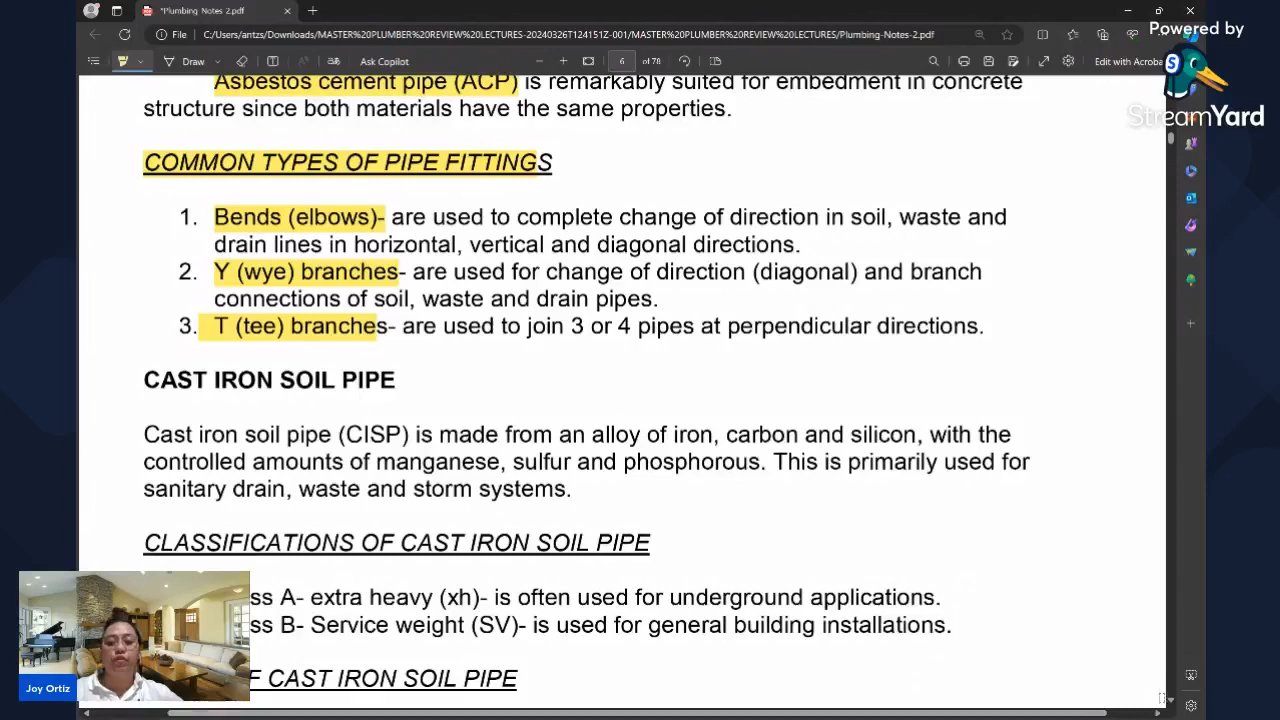 *Plumbing Notes 2.pdf
File
C:/Users/antzs/Downloads/MASTER%20PLUMBER%20REVIEW%20LECTURES-20240326T124151Z-001/MASTER%20PLUMBER%20REVIEW%20LECTURES/Plumbing-Notes-2.pdf
Powered by
StreamYard
Draw
Ask Copilot
6 of 78
Edit with Acroba
Asbestos cement pipe (ACP) is remarkably suited for embedment in concrete
structure since both materials have the same properties.
COMMON TYPES OF PIPE FITTINGS
1. Bends (elbows)- are used to complete change of direction in soil, waste and
drain lines in horizontal, vertical and diagonal directions.
2. Y (wye) branches- are used for change of direction (diagonal) and branch
connections of soil, waste and drain pipes.
3. T (tee) branches- are used to join 3 or 4 pipes at perpendicular directions.
CAST IRON SOIL PIPE
Cast iron soil pipe (CISP) is made from an alloy of iron, carbon and silicon, with the
controlled amounts of manganese, sulfur and phosphorous. This is primarily used for
sanitary drain, waste and storm systems.
CLASSIFICATIONS OF CAST IRON SOIL PIPE
ss A- extra heavy (xh)- is often used for underground applications.
ss B- Service weight (SV)- is used for general building installations.
F CAST IRON SOIL PIPE
Joy Ortiz